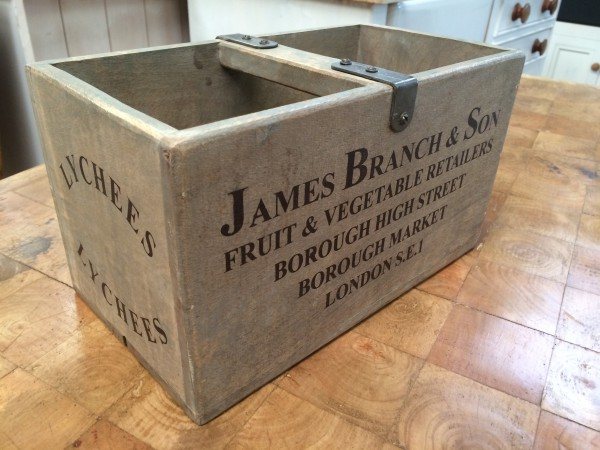 LYCHEES
LYCHEES
JAMES BRANCH & SON
FRUIT & VEGETABLE RETAILERS
BOROUGH HIGH STREET
BOROUGH MARKET
LONDON S.E.1